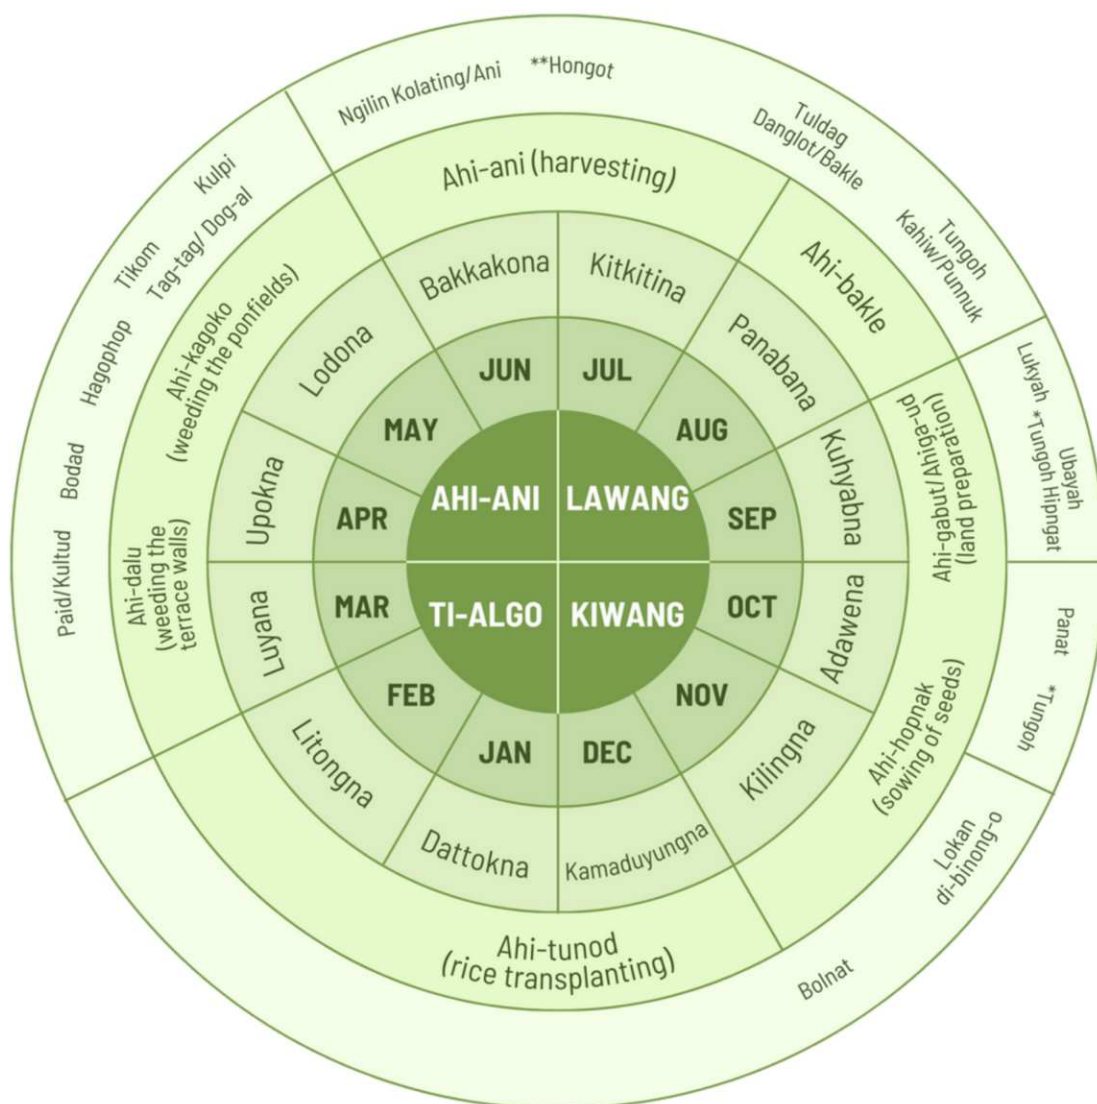 Ngilin Kolating/Ani
**Hongot
Tuldag
Danglot/Bakle
Tungoh
Kahiw/Punnuk
Lukyah
Ubayah
*Tungoh Hipngat
Panat
*Tungoh
Lokan
di-binong-o
Bolnat
Paid/Kultud
Bodad
Hagophop
Tikom
Tag-tag/ Dog-al
Kulpi
Ahi-ani (harvesting)
Ahi-bakle
Ahi-gabut/Ahiga-ud
(land preparation)
Ahi-hopnak
(sowing of seeds)
Ahi-tunod
(rice transplanting)
Ahi-dalu
(weeding the
terrace walls)
Ahi-kagoko
(weeding the ponfields)
Bakkakona
Kitkitina
Panabana
Kuhyabna
Adawena
Kilingna
Kamaduyungna
Dattokna
Litongna
Luyana
Upokna
Lodona
JUN
JUL
AUG
SEP
OCT
NOV
DEC
JAN
FEB
MAR
APR
MAY
AHI-ANI
LAWANG
TI-ALGO
KIWANG